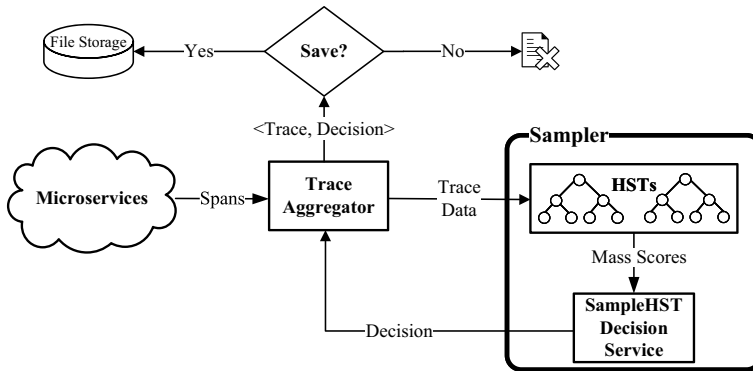 File Storage
Yes
Save?
No
<Trace, Decision>
Sampler
Microservices
Spans
Trace
Aggregator
Trace
Data
HSTs
Mass Scores
SampleHST
Decision
Service
Decision